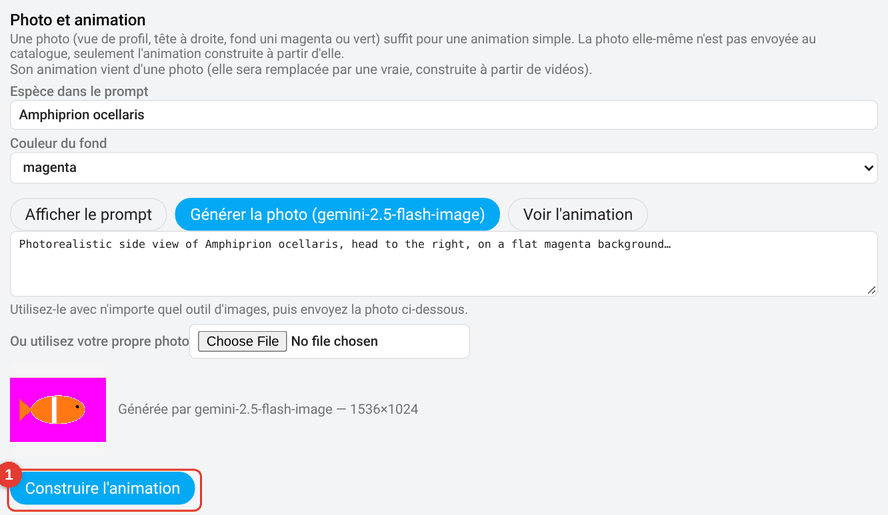 Photo et animation
Une photo (vue de profil, tête à droite, fond uni magenta ou vert) suffit pour une animation simple. La photo elle-même n'est pas envoyée au
catalogue, seulement l'animation construite à partir d'elle.
Son animation vient d'une photo (elle sera remplacée par une vraie, construite à partir de vidéos).
Espèce dans le prompt
Amphiprion ocellaris
Couleur du fond
magenta
Afficher le prompt Générer la photo (gemini-2.5-flash-image) Voir l'animation
Photorealistic side view of Amphiprion ocellaris, head to the right, on a flat magenta background…
Utilisez-le avec n'importe quel outil d'images, puis envoyez la photo ci-dessous.
Ou utilisez votre propre photo Choose File No file chosen
Générée par gemini-2.5-flash-image — 1536×1024
1
Construire l'animation